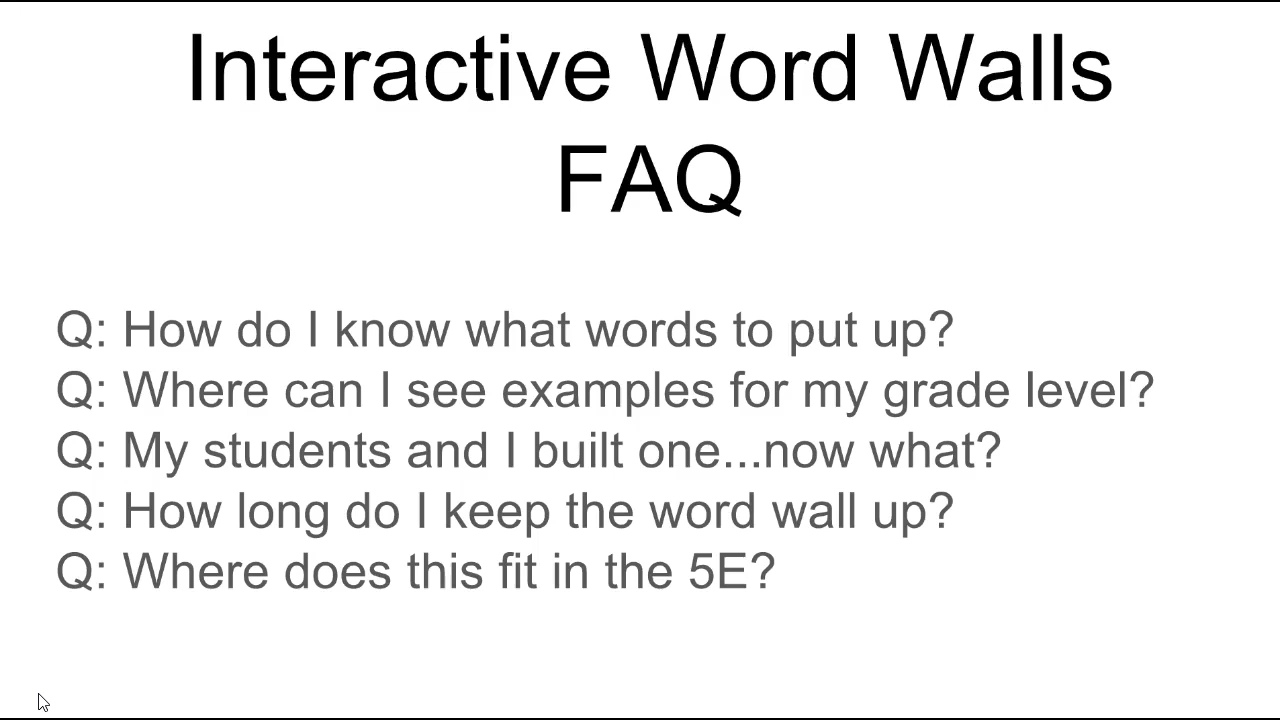 Interactive Word Walls
FAQ
Q: How do I know what words to put up?
Q: Where can I see examples for my grade level?
Q: My students and I built one...now what?
Q: How long do I keep the word wall up?
Q: Where does this fit in the 5E?